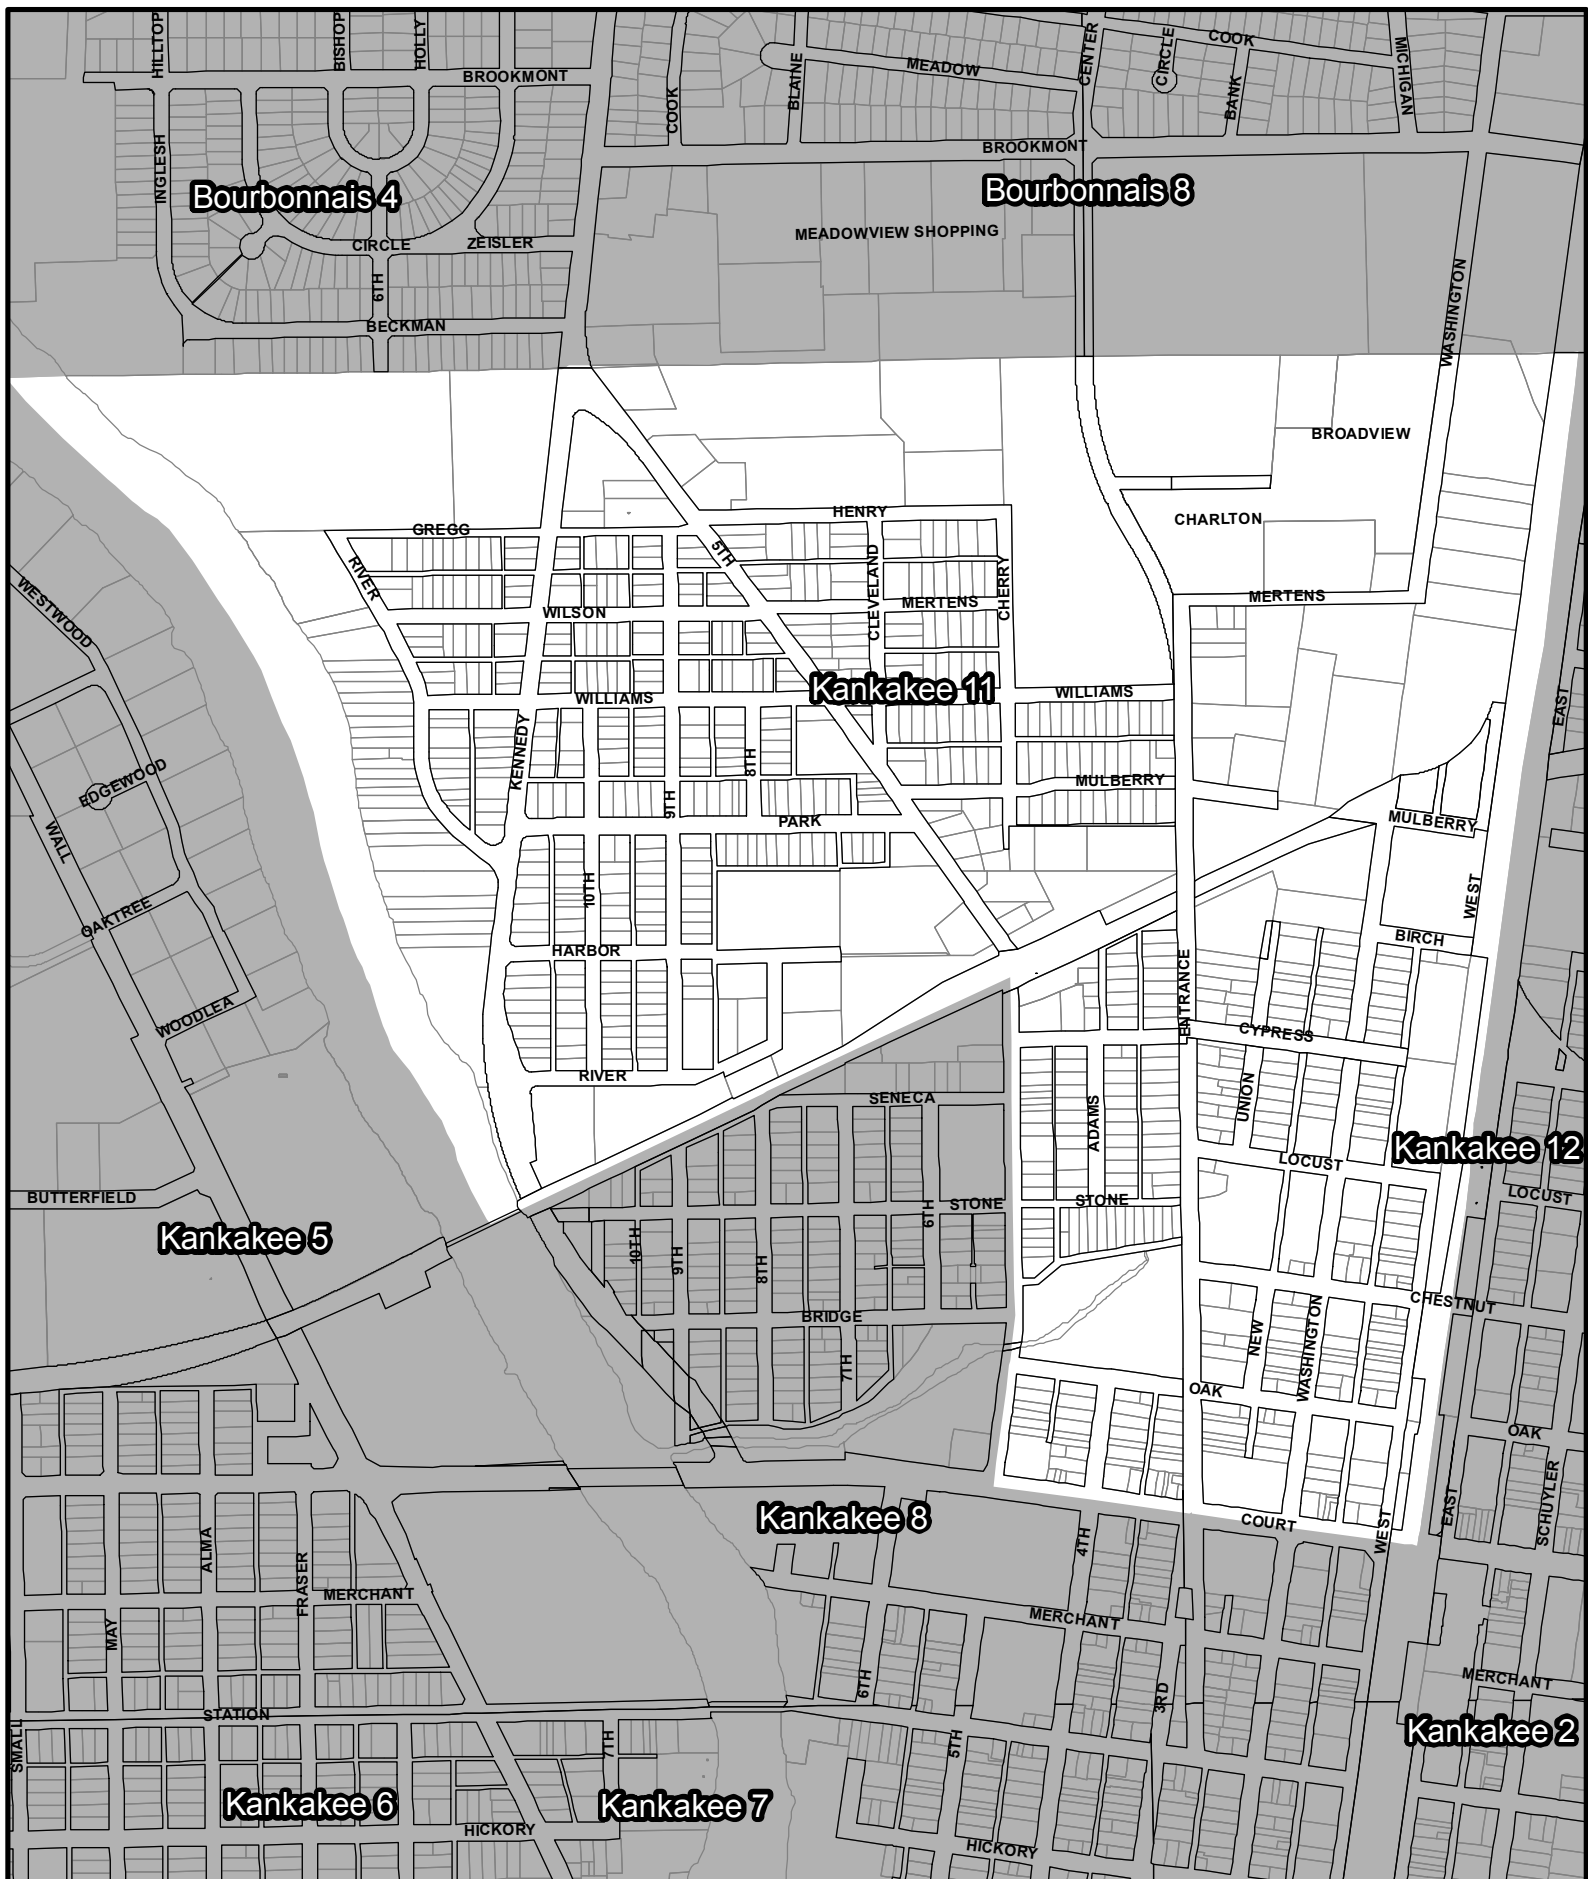 HILLTOP
BISHOP
HOLLY
BROOKMONT
COOK
BLAINE
MEADOW
CENTER
CIRCLE
COOK
BANK
MICHIGAN
BROOKMONT
INGLESH
Bourbonnais 4
Bourbonnais 8
CIRCLE
ZEISLER
MEADOWVIEW SHOPPING
6TH
BECKMAN
WASHINGTON
BROADVIEW
GREGG
HENRY
CHARLTON
RIVER
5TH
CLEVELAND
CHERRY
WESTWOOD
WILSON
MERTENS
MERTENS
Kankakee 11
WILLIAMS
WILLIAMS
EAST
KENNEDY
8TH
EDGEWOOD
9TH
MULBERRY
WALL
PARK
MULBERRY
10TH
WEST
OAKTREE
HARBOR
BIRCH
ENTRANCE
WOODLEA
CYPRESS
RIVER
SENECA
ADAMS
UNION
Kankakee 12
LOCUST
BUTTERFIELD
6TH
STONE
STONE
LOCUST
Kankakee 5
10TH
9TH
8TH
CHESTNUT
BRIDGE
NEW
WASHINGTON
7TH
OAK
OAK
Kankakee 8
COURT
WEST
EAST
SCHUYLER
ALMA
4TH
FRASER
MERCHANT
MAY
MERCHANT
6TH
MERCHANT
3RD
STATION
SMALL
7TH
5TH
Kankakee 2
Kankakee 6
Kankakee 7
HICKORY
HICKORY